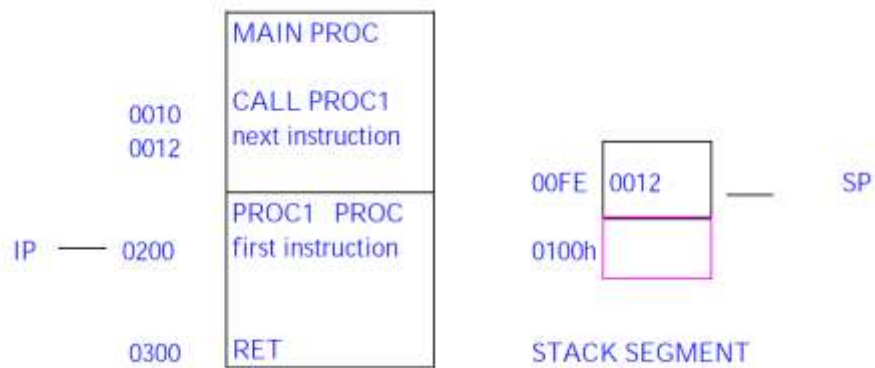 MAIN PROC
0010 CALL PROC1
0012 next instruction
00FE 0012 SP
PROC1 PROC
IP 0200 first instruction
0100h
0300 RET
STACK SEGMENT